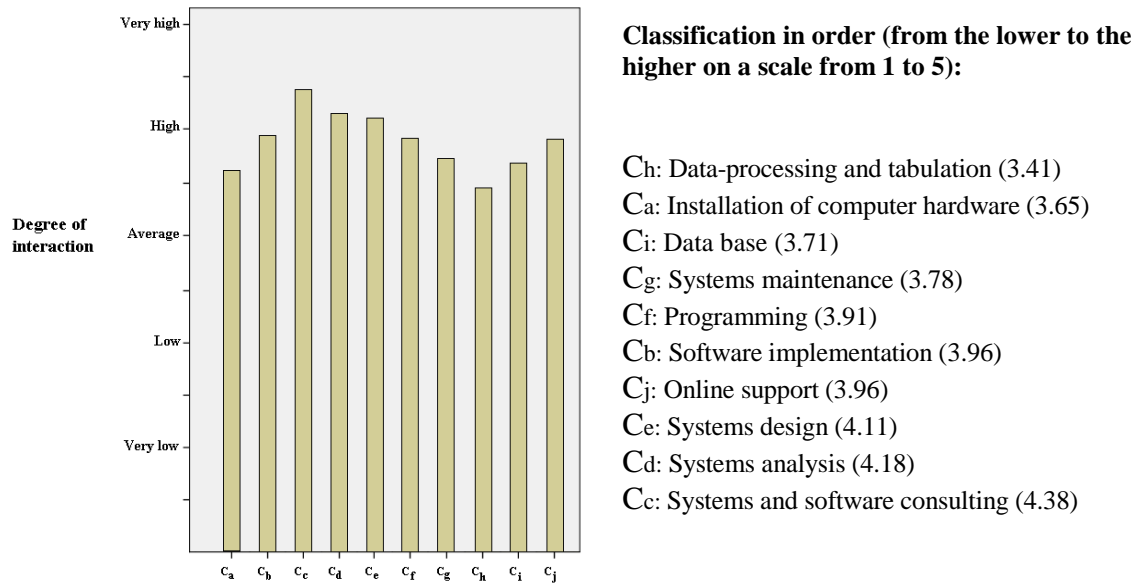 Very high
High
Average
Low
Very low
Degree of
interaction
Ca Cb Cc Cd Ce Cf Cg Ch Ci Cj
Classification in order (from the lower to the
higher on a scale from 1 to 5):
Ch: Data-processing and tabulation (3.41)
Ca: Installation of computer hardware (3.65)
Ci: Data base (3.71)
Cg: Systems maintenance (3.78)
Cf: Programming (3.91)
Cb: Software implementation (3.96)
Cj: Online support (3.96)
Ce: Systems design (4.11)
Cd: Systems analysis (4.18)
Cc: Systems and software consulting (4.38)